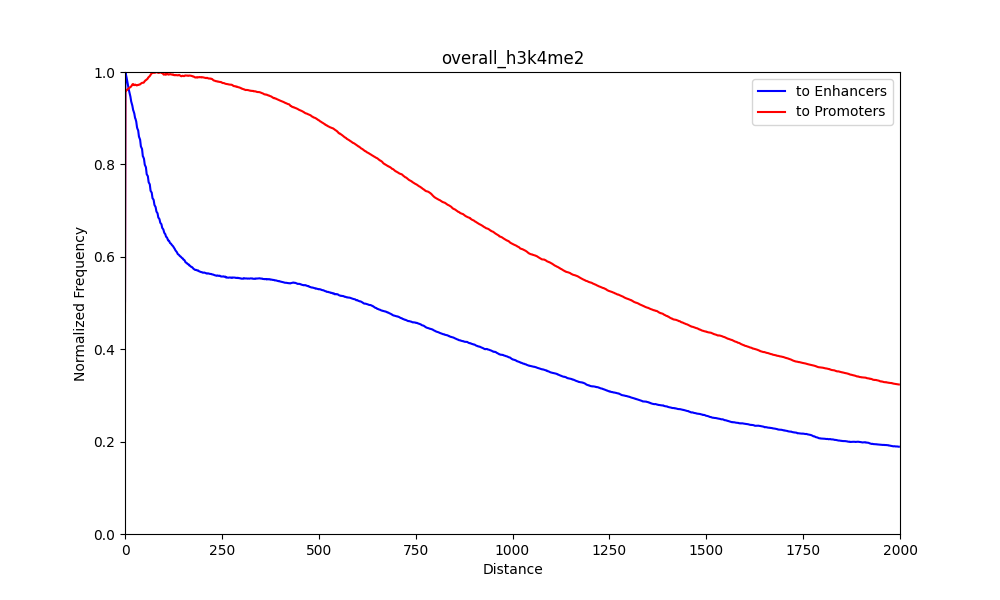 overall_h3k4me2
to Enhancers
to Promoters
Normalized Frequency
1.0
0.8
0.6
0.4
0.2
0.0
0 250 500 750 1000 1250 1500 1750 2000
Distance